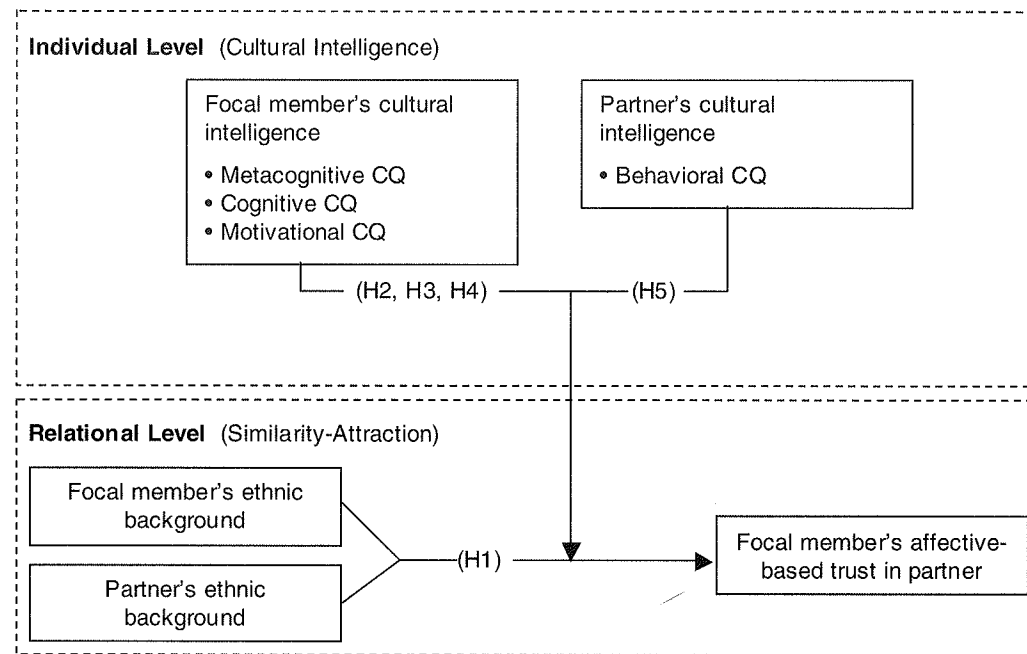 Individual Level (Cultural Intelligence)
Focal member's cultural
intelligence
• Metacognitive CQ
• Cognitive CQ
• Motivational CQ
Partner's cultural
intelligence
• Behavioral CQ
(H2, H3, H4)
(H5)
Relational Level (Similarity-Attraction)
Focal member's ethnic
background
Partner's ethnic
background
(H1)
Focal member's affective-
based trust in partner